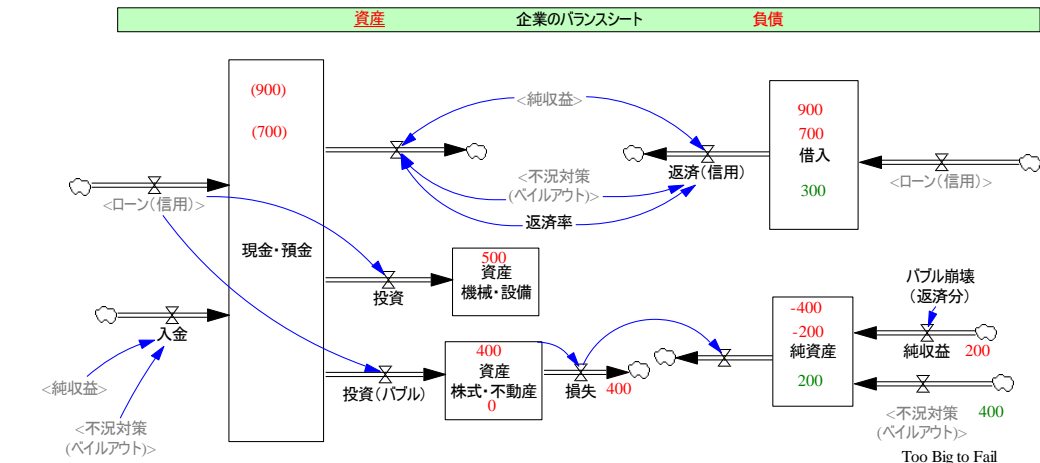 資産 企業のバランスシート 負債
(900)
(700)
<純収益>
900
700
借入
300
返済(信用)
<ローン(信用)>
<不況対策
(ベイルアウト)>
返済率
<ローン(信用)>
現金・預金
投資
500
資産
機械・設備
入金
<純収益>
<不況対策
(ベイルアウト)>
投資(バブル)
400
資産
株式・不動産
0
損失
400
-400
-200
純資産
200
バブル崩壊
(返済分)
純収益 200
<不況対策
(ベイルアウト)>
400
Too Big to Fail